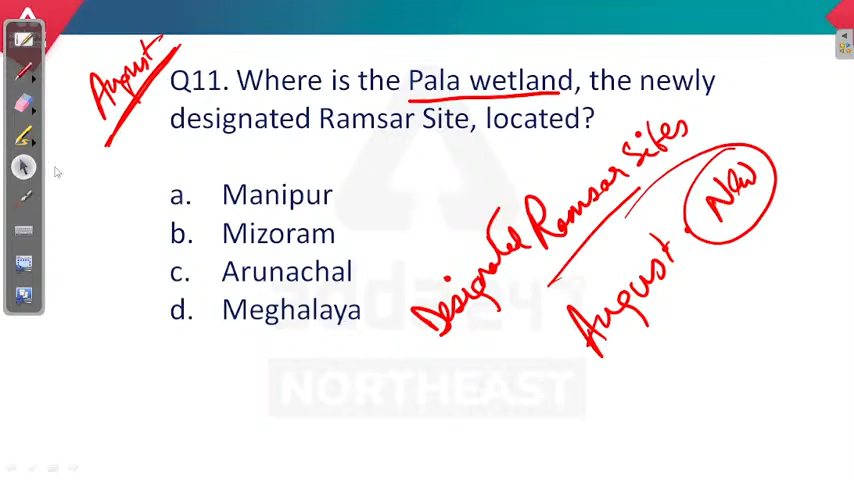 August
Q11. Where is the Pala wetland, the newly
designated Ramsar Site, located?
a. Manipur
b. Mizoram
c. Arunachal
d. Meghalaya
Designated Ramsar Sites
August.
New
adda247
NORTHEAST